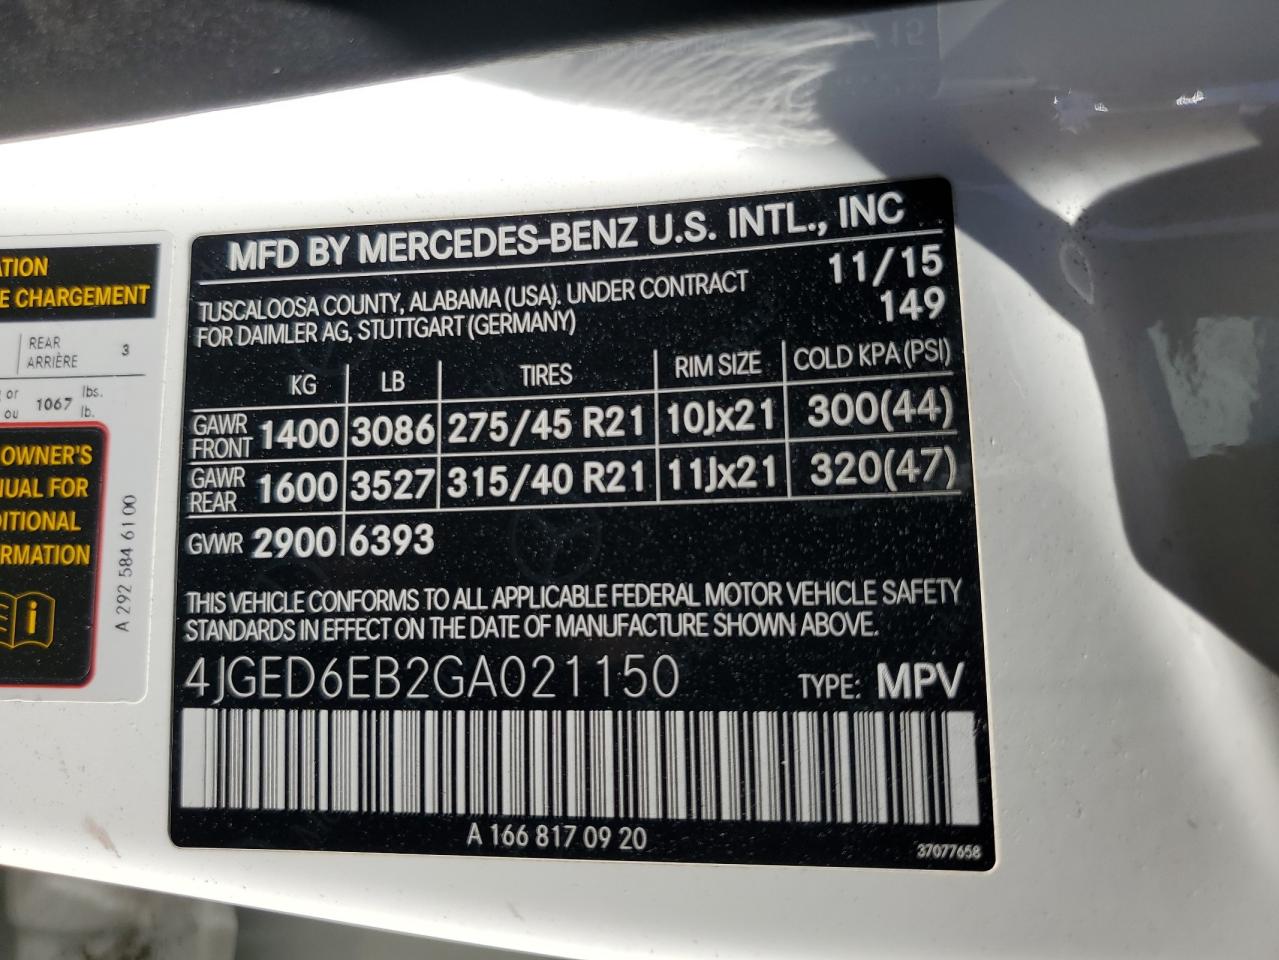 MFD BY MERCEDES-BENZ U.S. INTL., INC
TUSCALOOSA COUNTY, ALABAMA (USA). UNDER CONTRACT
FOR DAIMLER AG, STUTTGART (GERMANY)
11/15
149
KG LB TIRES RIM SIZE COLD KPA (PSI)
GAWR FRONT 1400 3086 275/45 R21 10Jx21 300(44)
GAWR REAR 1600 3527 315/40 R21 11Jx21 320(47)
GVWR 2900 6393
THIS VEHICLE CONFORMS TO ALL APPLICABLE FEDERAL MOTOR VEHICLE SAFETY
STANDARDS IN EFFECT ON THE DATE OF MANUFACTURE SHOWN ABOVE.
4JGED6EB2GA021150 TYPE: MPV
A 166 817 09 20
37077658
ATION
E CHARGEMENT
REAR
ARRIÈRE 3
or lbs.
ou 1067 lb.
OWNER'S
NUAL FOR
DITIONAL
ORMATION
A 292 584 61 00